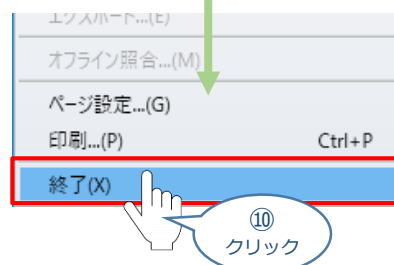 エクスポート...(E)
オフライン照合...(M)
ページ設定...(G)
印刷...(P) Ctrl+P
終了(X)
⑩
クリック